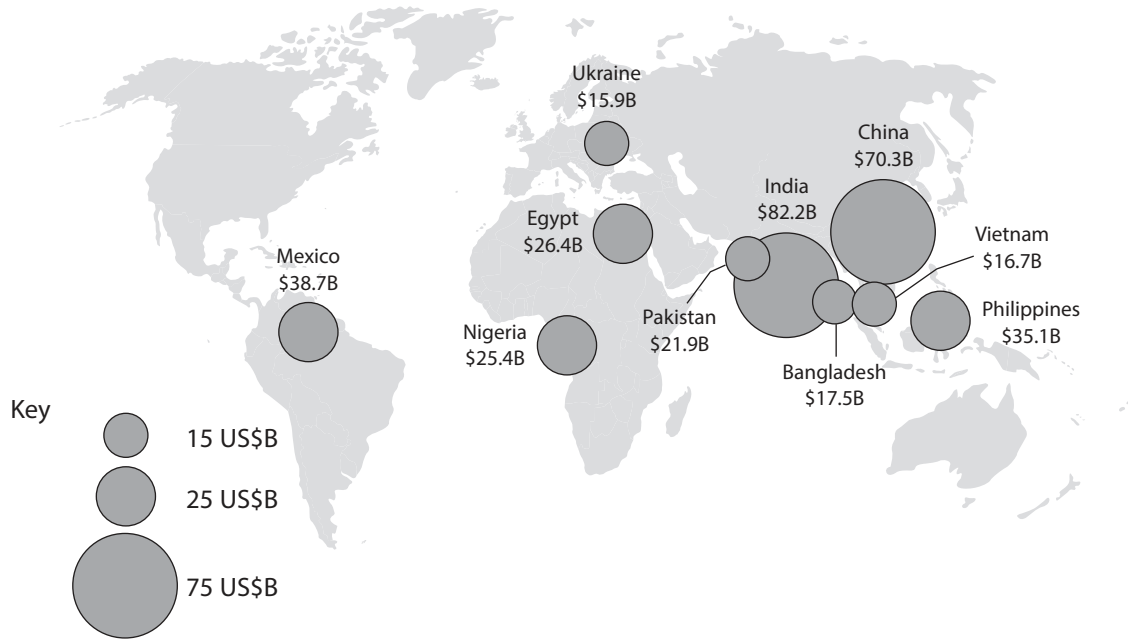 Ukraine
$15.9B
China
$70.3B
India
$82.2B
Egypt
$26.4B
Vietnam
$16.7B
Mexico
$38.7B
Pakistan
$21.9B
Philippines
$35.1B
Nigeria
$25.4B
Bangladesh
$17.5B
Key
15 US$B
25 US$B
75 US$B